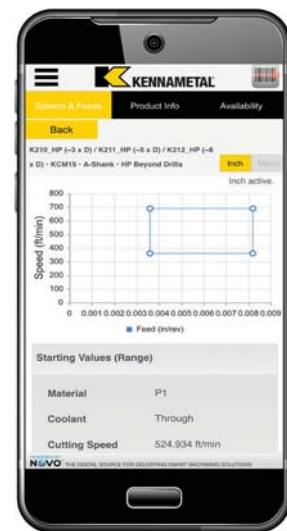 KENNAMETAL
Speeds & Feeds Product Info Availability
Back
K210_HP (~3 x D) / K211_HP (~5 x D) / K212_HP (~8
x D) • KCM15 • A-Shank • HP Beyond Drills
Inch Metric
Inch active.
800
700
600
500
400
300
200
100
0
Speed (ft/min)
0 0.001 0.002 0.003 0.004 0.005 0.006 0.007 0.008 0.009
Feed (in/rev)
Starting Values (Range)
Material P1
Coolant Through
Cutting Speed 524.934 ft/min
POWERED BY
NOVO THE DIGITAL SOURCE FOR DELIVERING SMART MACHINING SOLUTIONS